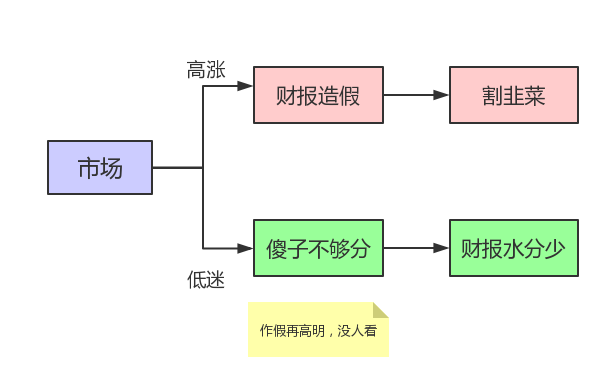 高涨
财报造假
割韭菜
市场
傻子不够分
财报水分少
低迷
作假再高明，没人看